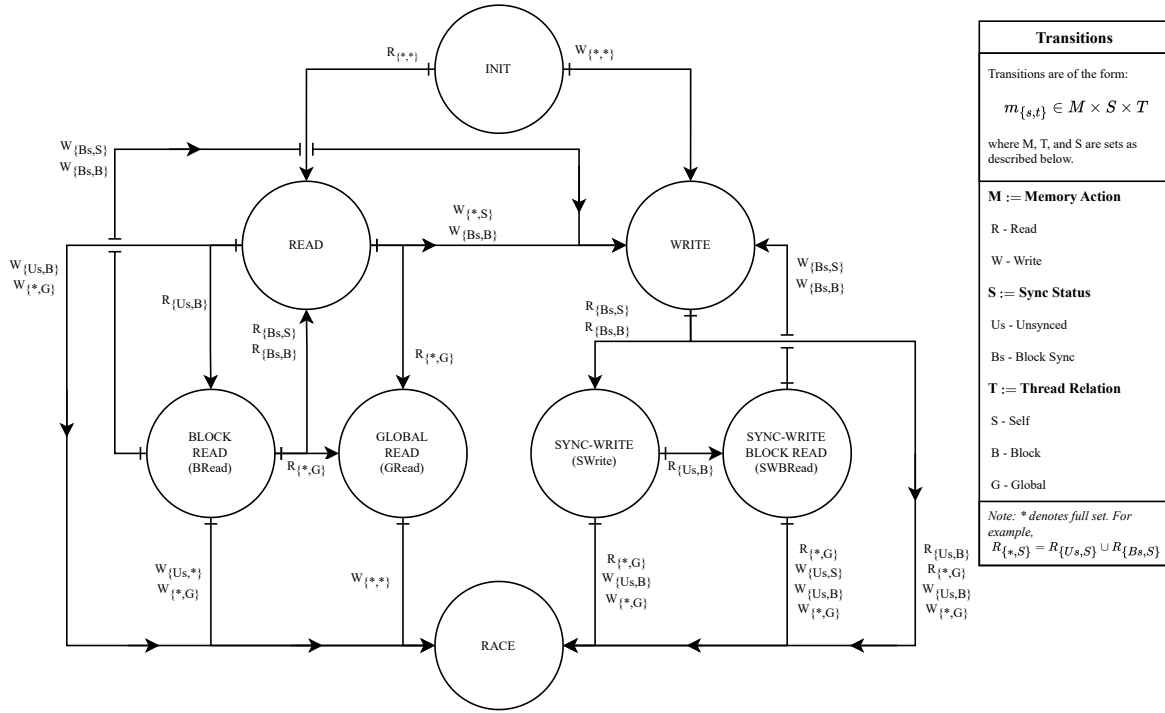 INIT
R{*,*}
W{*,*}
W{Bs,S}
W{Bs,B}
READ
W{*,S}
W{Bs,B}
WRITE
W{Us,B}
W{*,G}
R{Us,B}
R{Bs,S}
R{Bs,B}
R{*,G}
R{Bs,S}
R{Bs,B}
W{Bs,S}
W{Bs,B}
BLOCK
READ
(BRead)
R{*,G}
GLOBAL
READ
(GRead)
SYNC-WRITE
(SWrite)
R{Us,B}
SYNC-WRITE
BLOCK READ
(SWBRead)
W{Us,*}
W{*,G}
W{*,*}
R{*,G}
W{Us,B}
W{*,G}
R{*,G}
W{Us,S}
W{Us,B}
W{*,G}
R{Us,B}
R{*,G}
W{Us,B}
W{*,G}
RACE
Transitions
Transitions are of the form:
m{s,t} ∈ M × S × T
where M, T, and S are sets as
described below.
M := Memory Action
R - Read
W - Write
S := Sync Status
Us - Unsynced
Bs - Block Sync
T := Thread Relation
S - Self
B - Block
G - Global
Note: * denotes full set. For
example,
R{*,S} = R{Us,S} ∪ R{Bs,S}